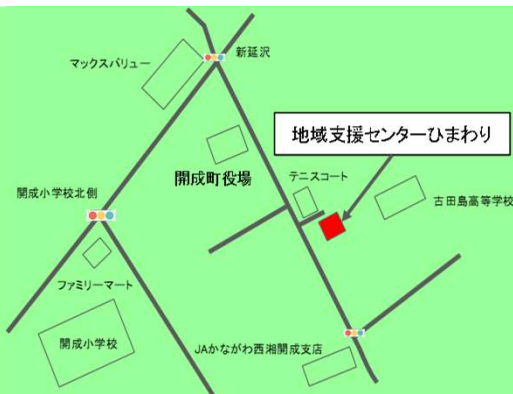 新延沢
マックスバリュー
地域支援センターひまわり
開成町役場
テニスコート
開成小学校北側
古田島高等学校
ファミリーマート
開成小学校
JAかながわ西湘開成支店